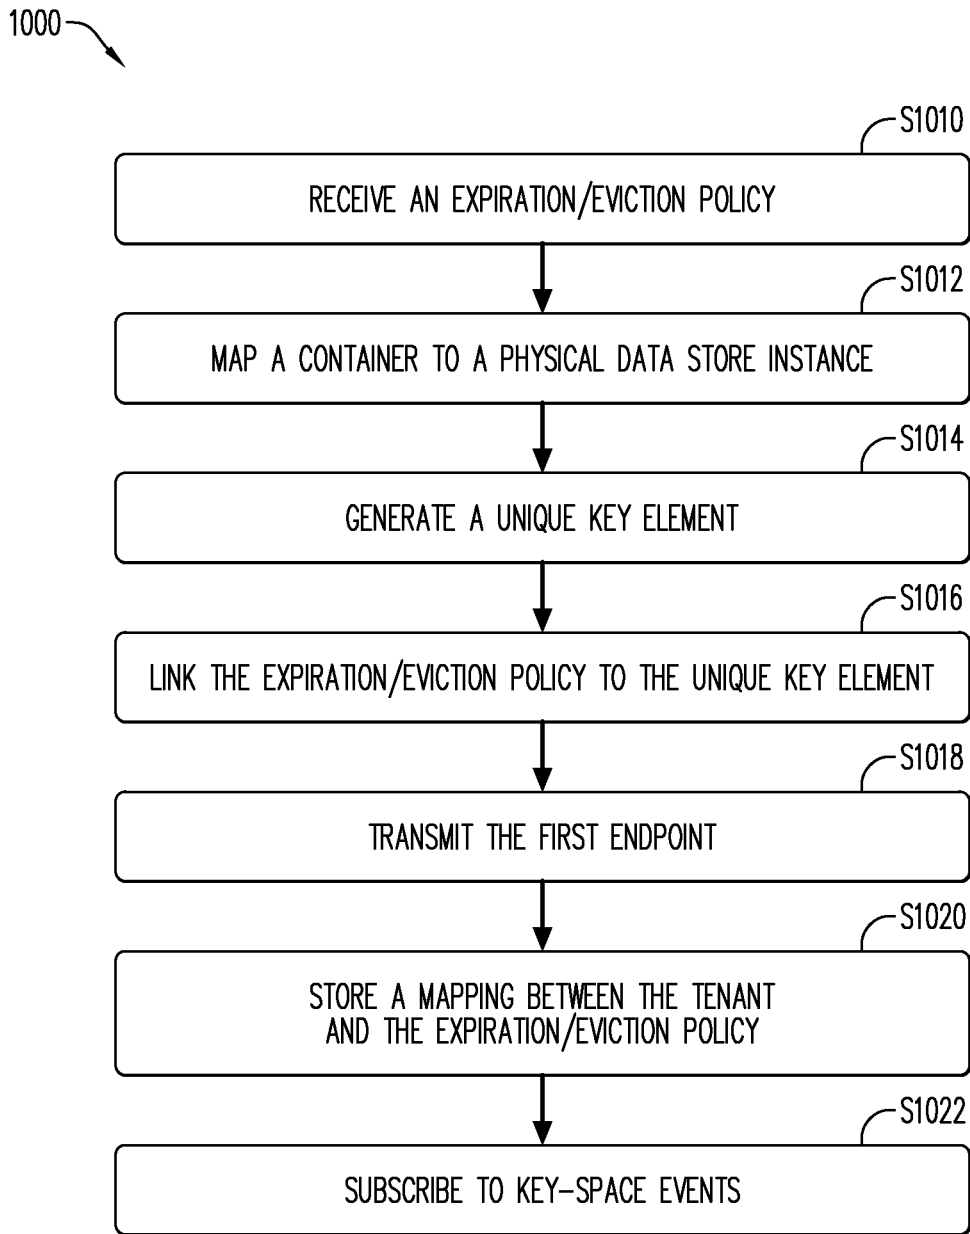 1000
S1010
RECEIVE AN EXPIRATION/EVICTION POLICY
S1012
MAP A CONTAINER TO A PHYSICAL DATA STORE INSTANCE
S1014
GENERATE A UNIQUE KEY ELEMENT
S1016
LINK THE EXPIRATION/EVICTION POLICY TO THE UNIQUE KEY ELEMENT
S1018
TRANSMIT THE FIRST ENDPOINT
S1020
STORE A MAPPING BETWEEN THE TENANT
AND THE EXPIRATION/EVICTION POLICY
S1022
SUBSCRIBE TO KEY-SPACE EVENTS